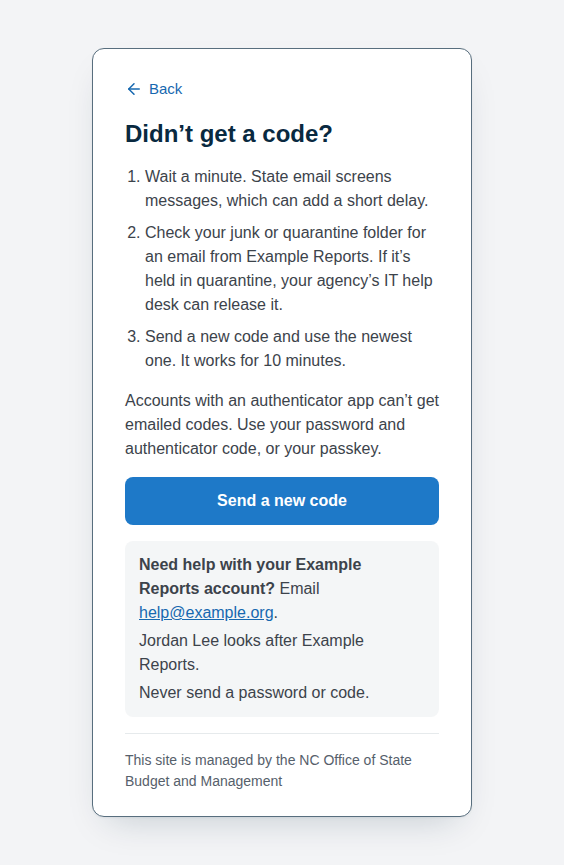 Back
Didn’t get a code?
1. Wait a minute. State email screens
messages, which can add a short delay.
2. Check your junk or quarantine folder for
an email from Example Reports. If it’s
held in quarantine, your agency’s IT help
desk can release it.
3. Send a new code and use the newest
one. It works for 10 minutes.
Accounts with an authenticator app can’t get
emailed codes. Use your password and
authenticator code, or your passkey.
Send a new code
Need help with your Example
Reports account? Email
help@example.org.
Jordan Lee looks after Example
Reports.
Never send a password or code.
This site is managed by the NC Office of State
Budget and Management